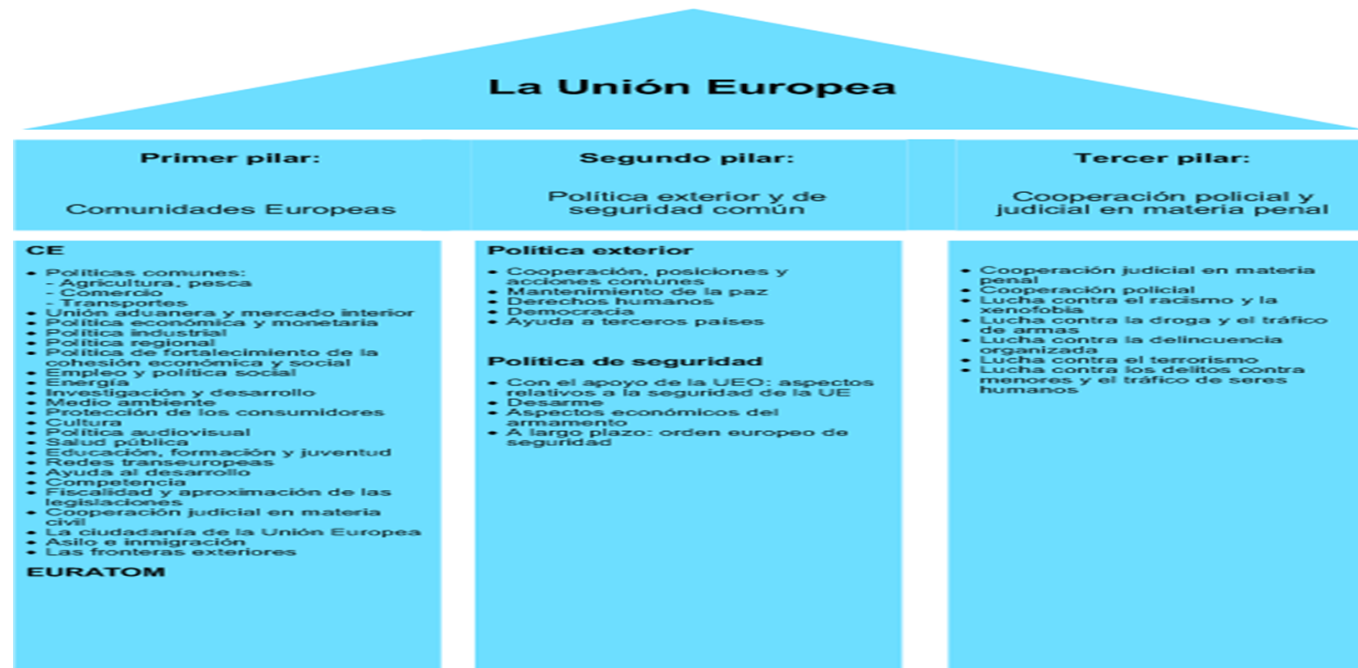 La Unión Europea
Primer pilar:
Comunidades Europeas
Segundo pilar:
Política exterior y de
seguridad común
Tercer pilar:
Cooperación policial y
judicial en materia penal
CE
• Políticas comunes:
- Agricultura, pesca
- Comercio
- Transportes
• Unión aduanera y mercado interior
• Política económica y monetaria
• Política industrial
• Política regional
• Política de fortalecimiento de la
cohesión económica y social
• Empleo y política social
• Energía
• Investigación y desarrollo
• Medio ambiente
• Protección de los consumidores
• Cultura
• Política audiovisual
• Salud pública
• Educación, formación y juventud
• Redes transeuropeas
• Ayuda al desarrollo
• Competencia
• Fiscalidad y aproximación de las
legislaciones
• Cooperación judicial en materia
civil
• La ciudadanía de la Unión Europea
• Asilo e inmigración
• Las fronteras exteriores
EURATOM
Política exterior
• Cooperación, posiciones y
acciones comunes
• Mantenimiento de la paz
• Derechos humanos
• Democracia
• Ayuda a terceros países
Política de seguridad
• Con el apoyo de la UEO: aspectos
relativos a la seguridad de la UE
• Desarme
• Aspectos económicos del
armamento
• A largo plazo: orden europeo de
seguridad
• Cooperación judicial en materia
penal
• Cooperación policial
• Lucha contra el racismo y la
xenofobia
• Lucha contra la droga y el tráfico
de armas
• Lucha contra la delincuencia
organizada
• Lucha contra el terrorismo
• Lucha contra los delitos contra
menores y el tráfico de seres
humanos